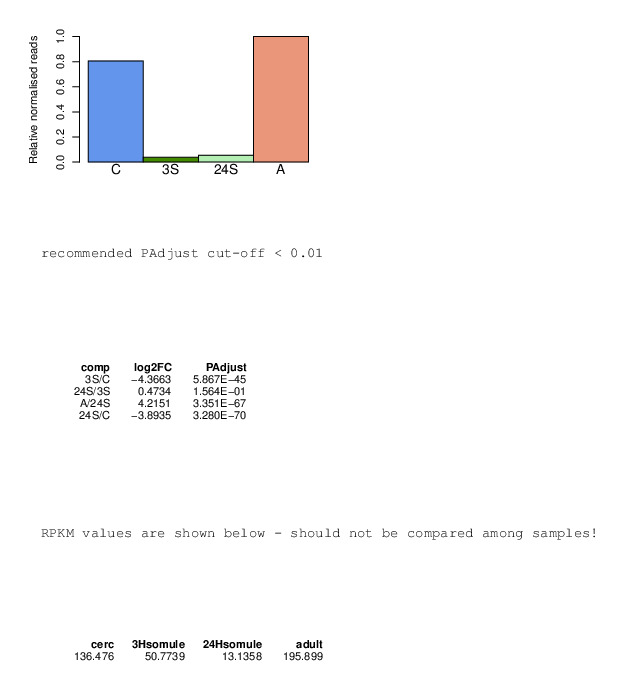 Relative normalised reads
1.0
0.8
0.6
0.4
0.2
0.0
C 3S 24S A
recommended PAdjust cut-off < 0.01
comp log2FC PAdjust
3S/C −4.3663 5.867E−45
24S/3S 0.4734 1.564E−01
A/24S 4.2151 3.351E−67
24S/C −3.8935 3.280E−70
RPKM values are shown below - should not be compared among samples!
cerc 3Hsomule 24Hsomule adult
136.476 50.7739 13.1358 195.899